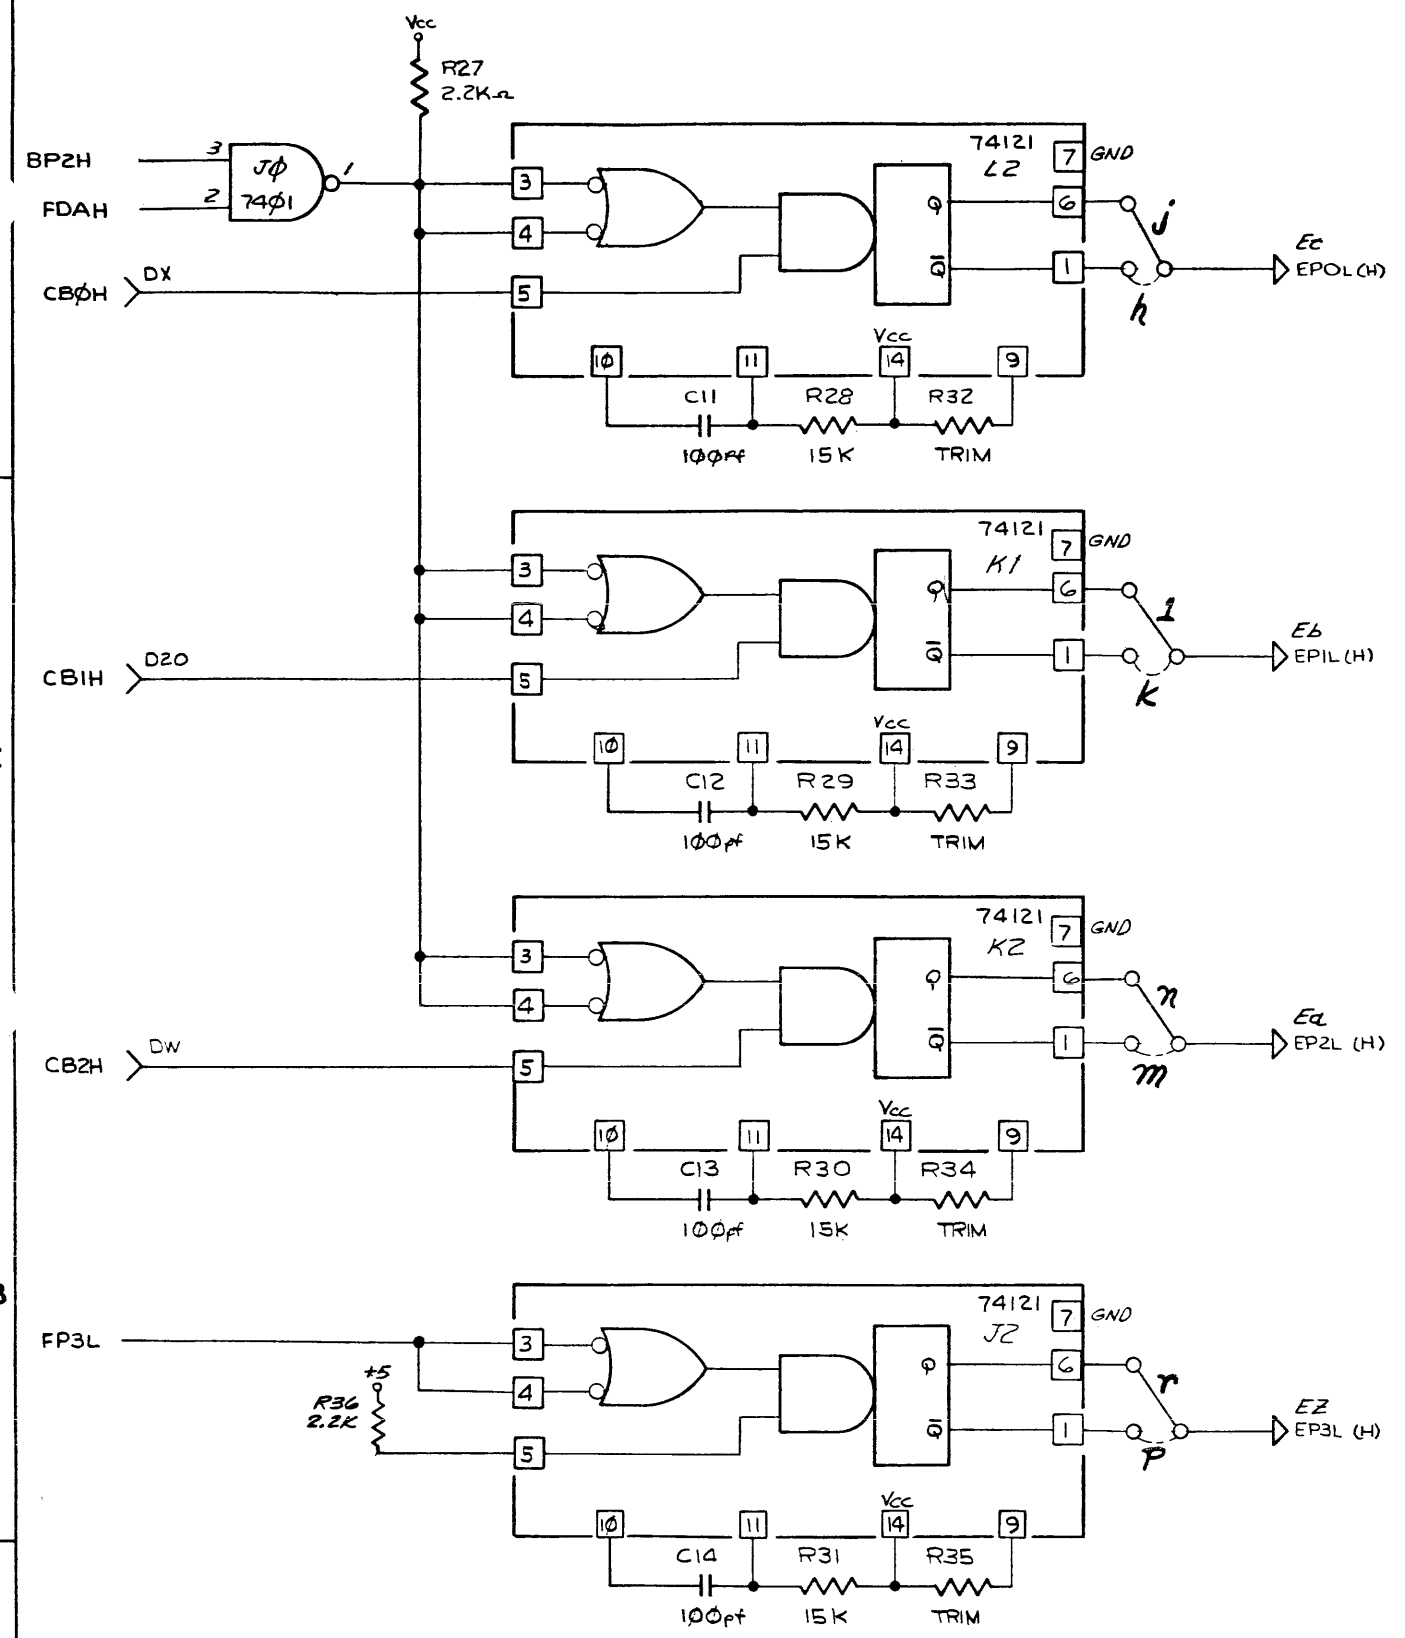 Vcc
R27
2.2KΩ
BP2H
3
JØ
74Ø1
1
FDAH
2
CBØH
DX
3
4
5
74121
L2
7
GND
Q
6
Q̅
1
j
h
Ec
EPOL (H)
10
11
Vcc
14
9
C11
R28
R32
1ØØpf
15K
TRIM
CB1H
D20
3
4
5
74121
K1
7
GND
Q
6
Q̅
1
l
k
Eb
EP1L (H)
1Ø
11
Vcc
14
9
C12
R29
R33
1ØØpf
15K
TRIM
CB2H
DW
3
4
5
74121
K2
7
GND
Q
6
Q̅
1
n
m
Ea
EP2L (H)
1Ø
11
Vcc
14
9
C13
R30
R34
1ØØpf
15K
TRIM
B
FP3L
+5
R36
2.2K
3
4
5
74121
J2
7
GND
Q
6
Q̅
1
r
p
EZ
EP3L (H)
1Ø
11
Vcc
14
9
C14
R31
R35
1ØØpf
15K
TRIM